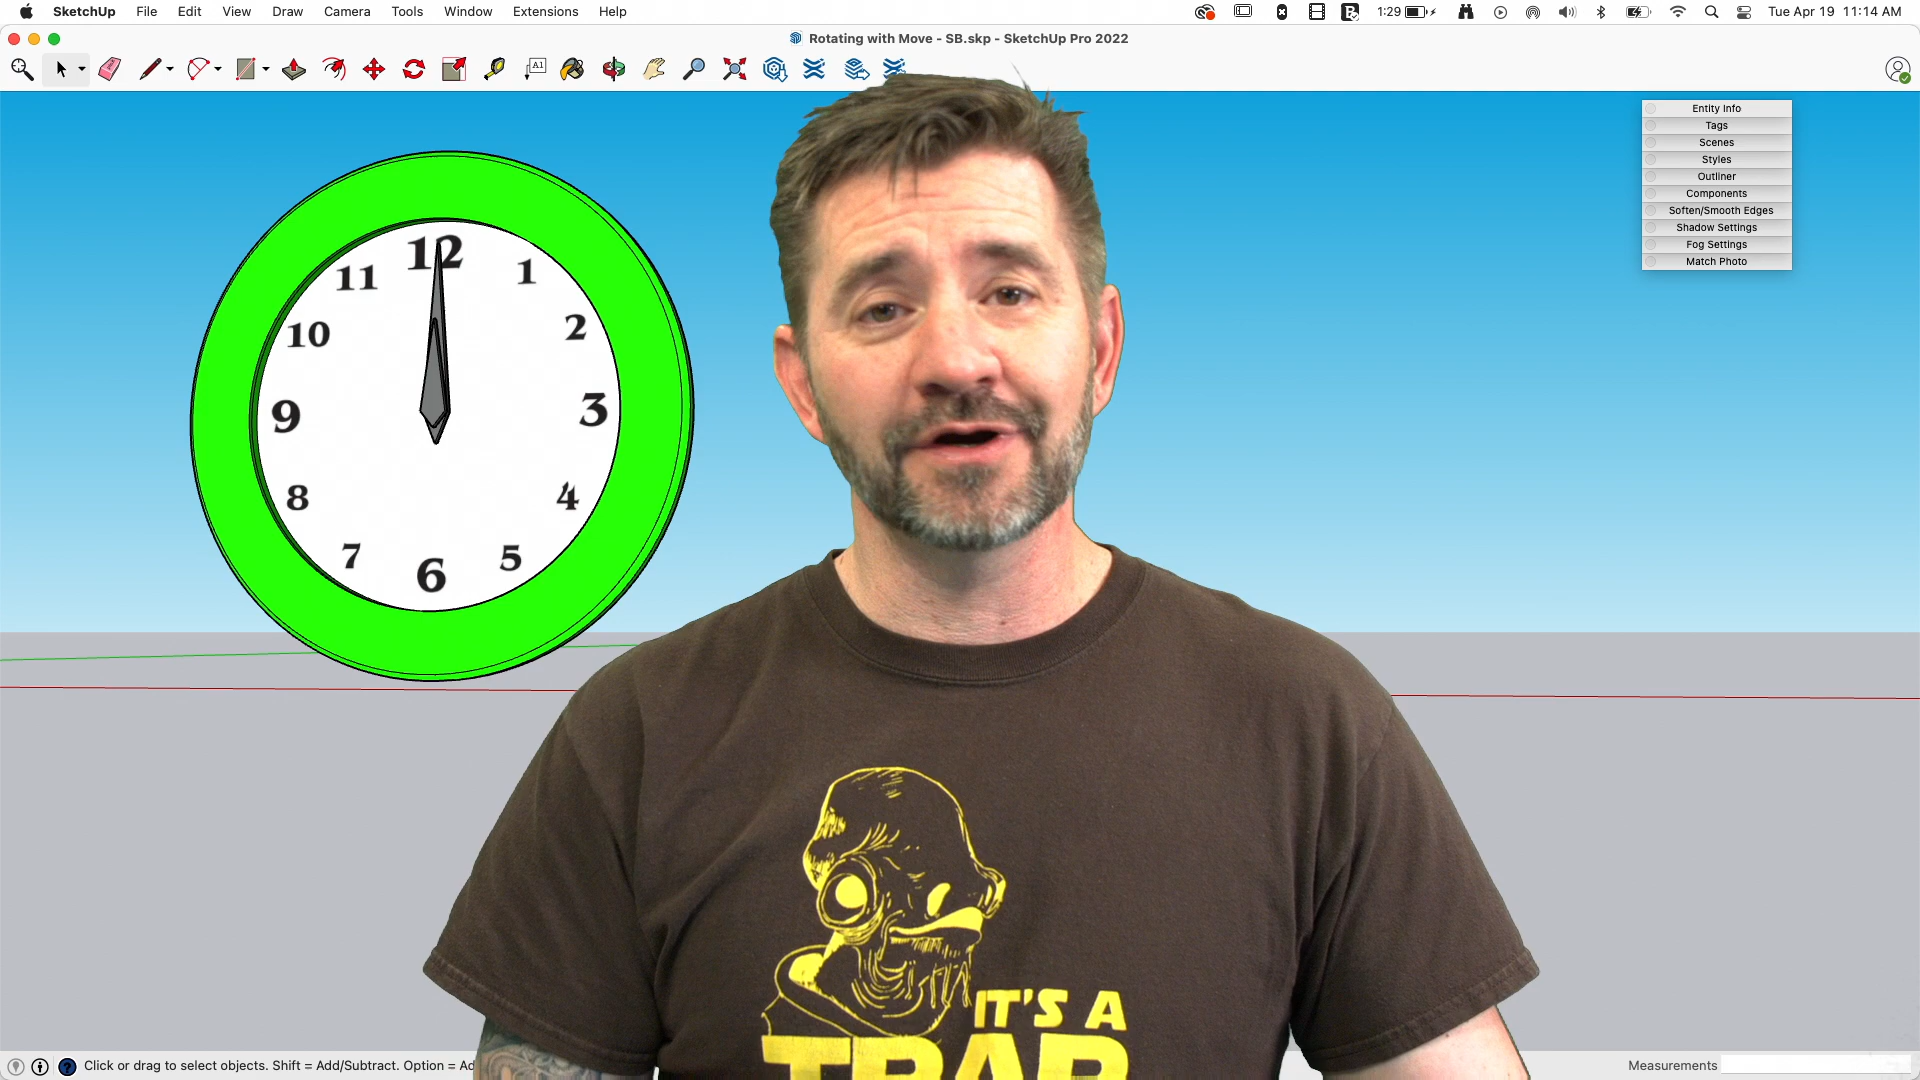 SketchUp File Edit View Draw Camera Tools Window Extensions Help 1:29 Tue Apr 19 11:14 AM
Rotating with Move - SB.skp - SketchUp Pro 2022
A1
Entity Info
Tags
Scenes
Styles
Outliner
Components
Soften/Smooth Edges
Shadow Settings
Fog Settings
Match Photo
12
11 1
10 2
9 3
8 4
7 5
6
IT'S A
TRAP
Click or drag to select objects. Shift = Add/Subtract. Option = Ad
Measurements